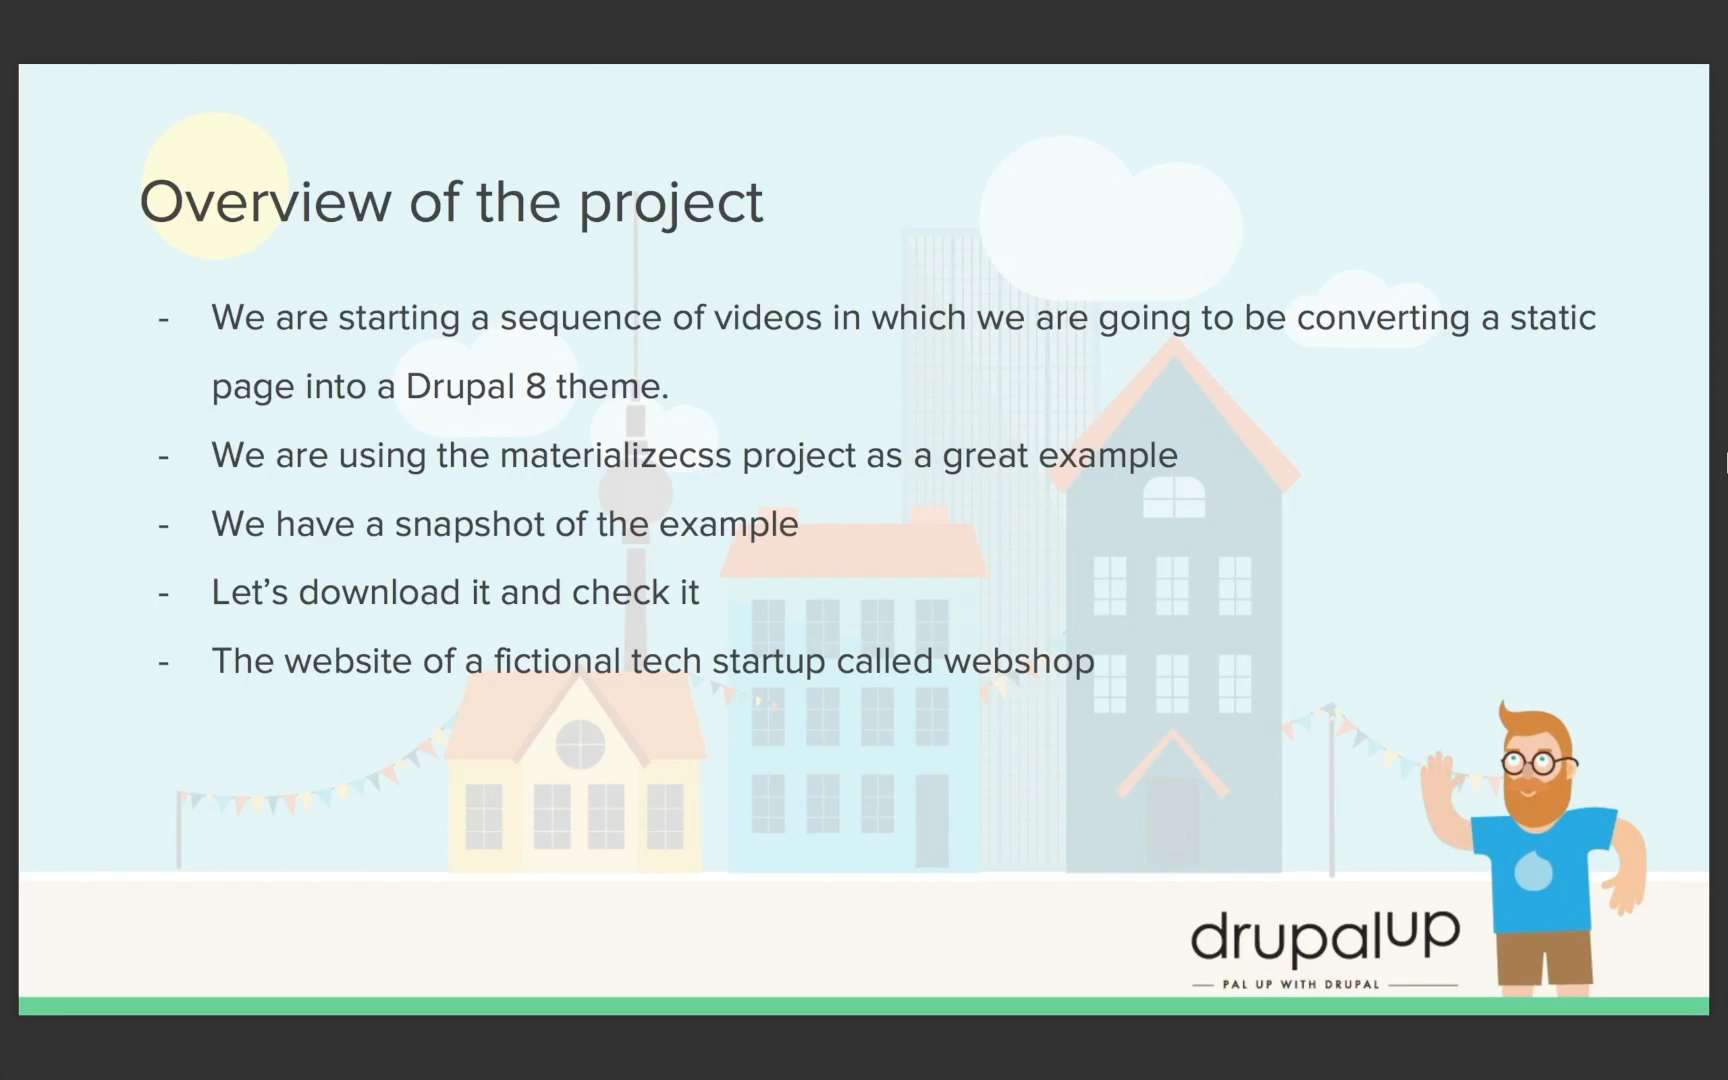 Overview of the project
- We are starting a sequence of videos in which we are going to be converting a static
page into a Drupal 8 theme.
- We are using the materializecss project as a great example
- We have a snapshot of the example
- Let’s download it and check it
- The website of a fictional tech startup called webshop
drupalup
PAL UP WITH DRUPAL